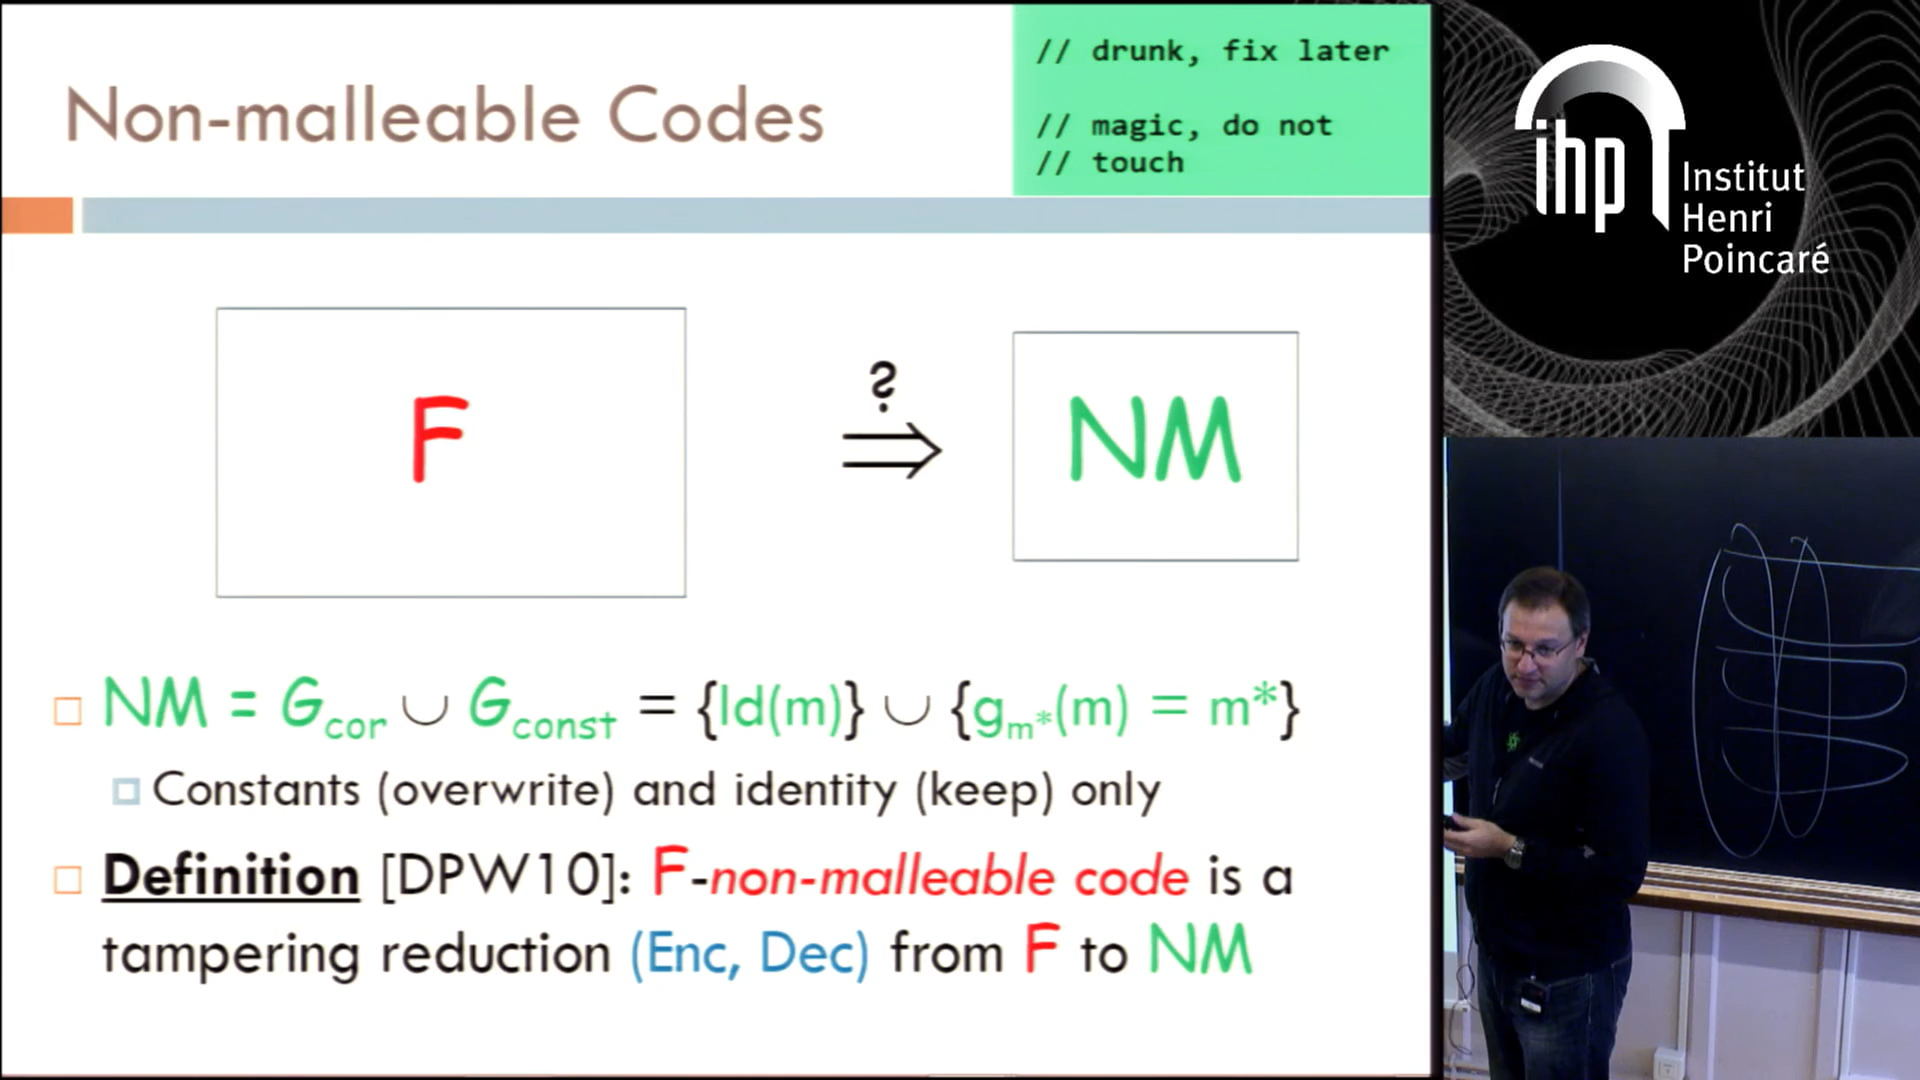 Non-malleable Codes
// drunk, fix later
// magic, do not
// touch
ihp
Institut
Henri
Poincaré
F
?
⇒
NM
NM = G_cor ∪ G_const = {Id(m)} ∪ {g_m*(m) = m*}
Constants (overwrite) and identity (keep) only
Definition [DPW10]: F-non-malleable code is a
tampering reduction (Enc, Dec) from F to NM